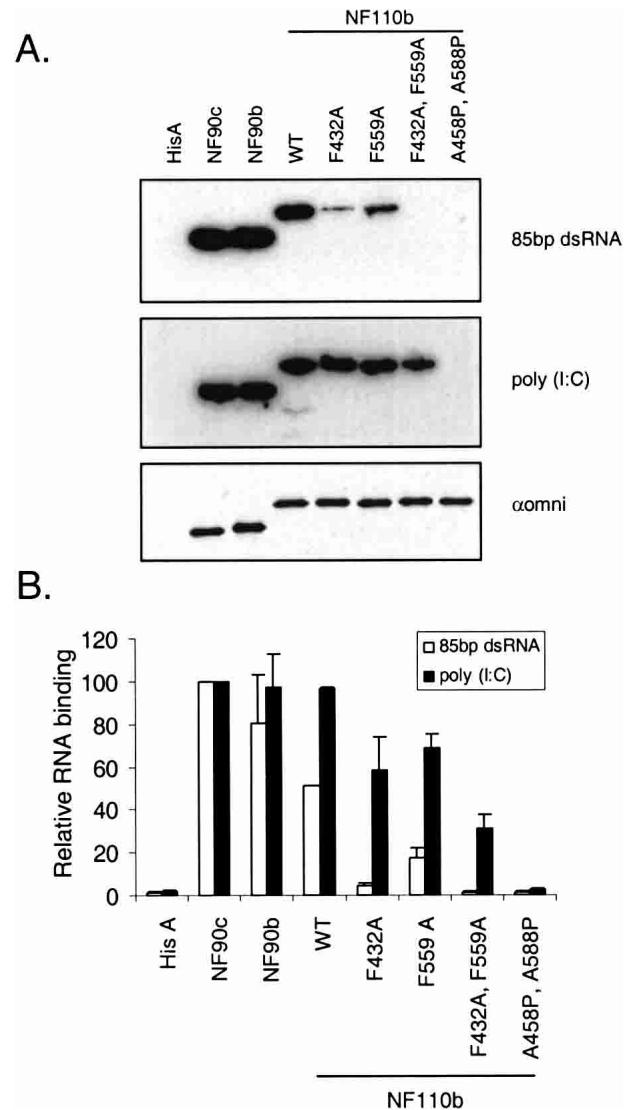 A.
NF110b
HisA
NF90c
NF90b
WT
F432A
F559A
F432A, F559A
A458P, A588P
85bp dsRNA
poly (I:C)
αomni
B.
120
100
80
60
40
20
0
Relative RNA binding
85bp dsRNA
poly (I:C)
His A
NF90c
NF90b
WT
F432A
F559 A
F432A, F559A
A458P, A588P
NF110b